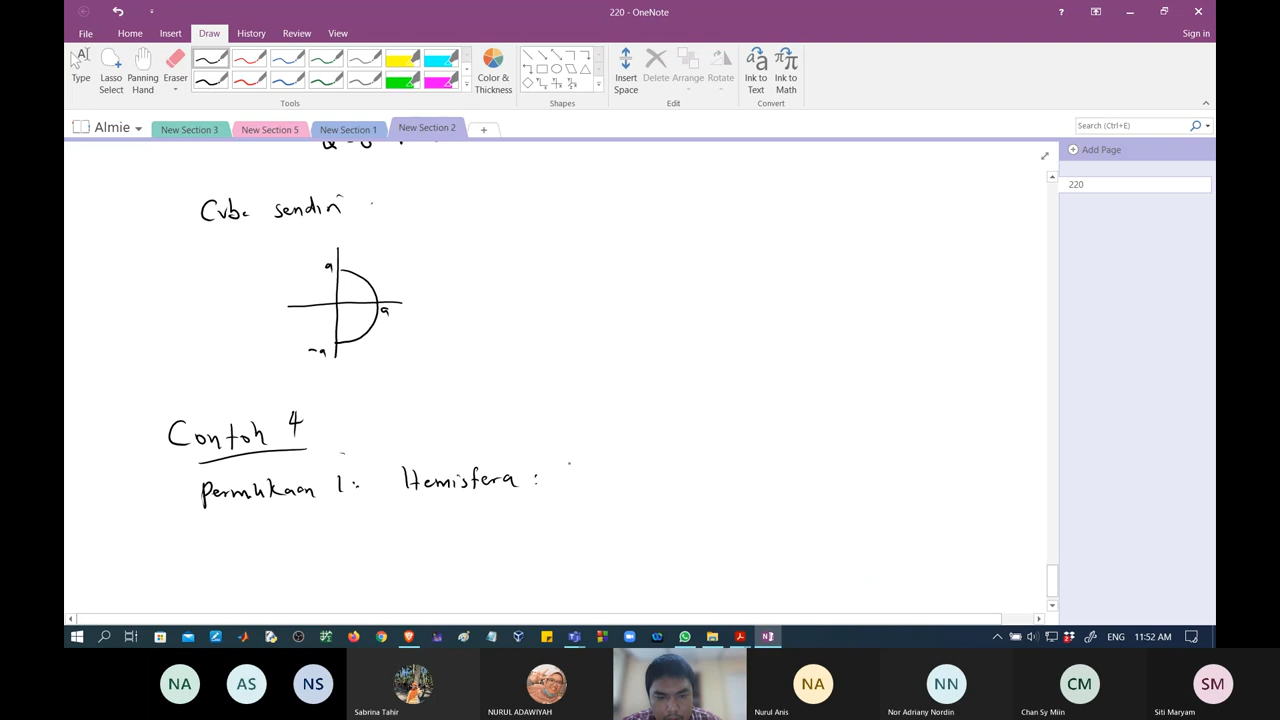 220 - OneNote
?
File Home Insert Draw History Review View
Sign in
Type
Lasso Select
Panning Hand
Eraser
Color & Thickness
Insert Space
Delete
Arrange
Rotate
Ink to Text
Ink to Math
Tools
Shapes
Edit
Convert
Almie
New Section 3
New Section 5
New Section 1
New Section 2
+
Search (Ctrl+E)
Add Page
220
Cuba sendiri
a
a
-a
Contoh 4
Permukaan 1: Hemisfera :
ENG 11:52 AM
NA
AS
NS
Sabrina Tahir
NURUL ADAWIYAH
NA
Nurul Anis
NN
Nor Adriany Nordin
CM
Chan Sy Miin
SM
Siti Maryam